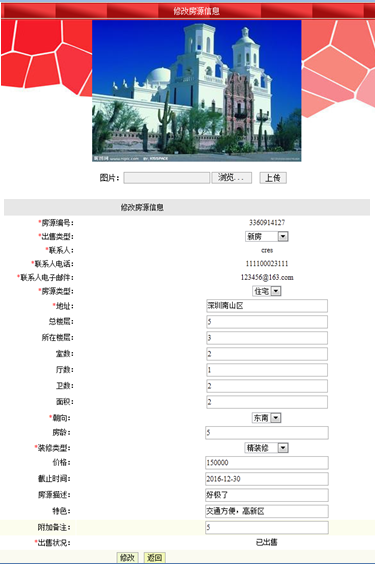 修改房源信息
图片: 浏览... 上传
修改房源信息
*房源编号: 3360914127
*出售类型: 新房
*联系人: cres
*联系人电话: 111100023111
*联系人电子邮件: 123456@163.com
*房源类型: 住宅
*地址: 深圳南山区
总楼层: 5
所在楼层: 3
室数: 2
厅数: 1
卫数: 2
面积: 2
*朝向: 东南
房龄: 5
*装修类型: 精装修
价格: 150000
截止时间: 2016-12-30
房源描述: 好极了
特色: 交通方便，高新区
附加备注: 5
*出售状况: 已出售
修改 返回